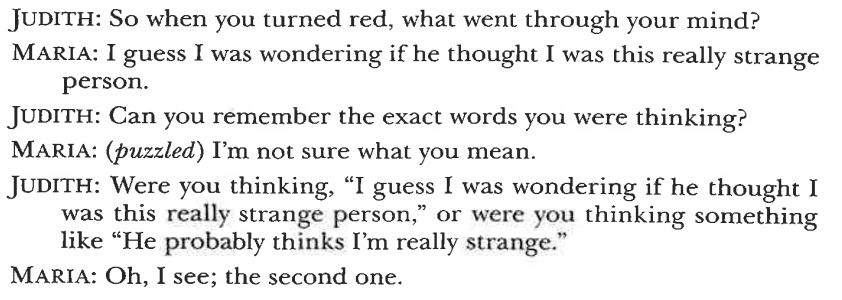 JUDITH: So when you turned red, what went through your mind?
MARIA: I guess I was wondering if he thought I was this really strange
person.
JUDITH: Can you remember the exact words you were thinking?
MARIA: (puzzled) I'm not sure what you mean.
JUDITH: Were you thinking, “I guess I was wondering if he thought I
was this really strange person,” or were you thinking something
like “He probably thinks I'm really strange.”
MARIA: Oh, I see; the second one.